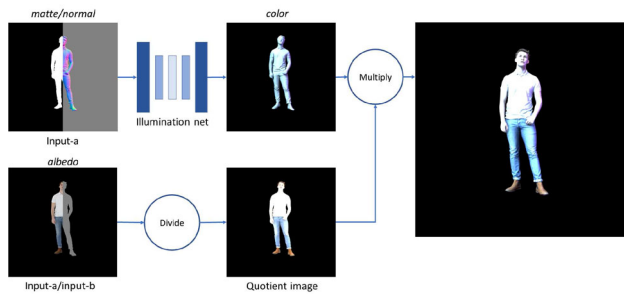 matte/normal
color
Multiply
Input-a
Illumination net
albedo
Divide
Input-a/input-b
Quotient image